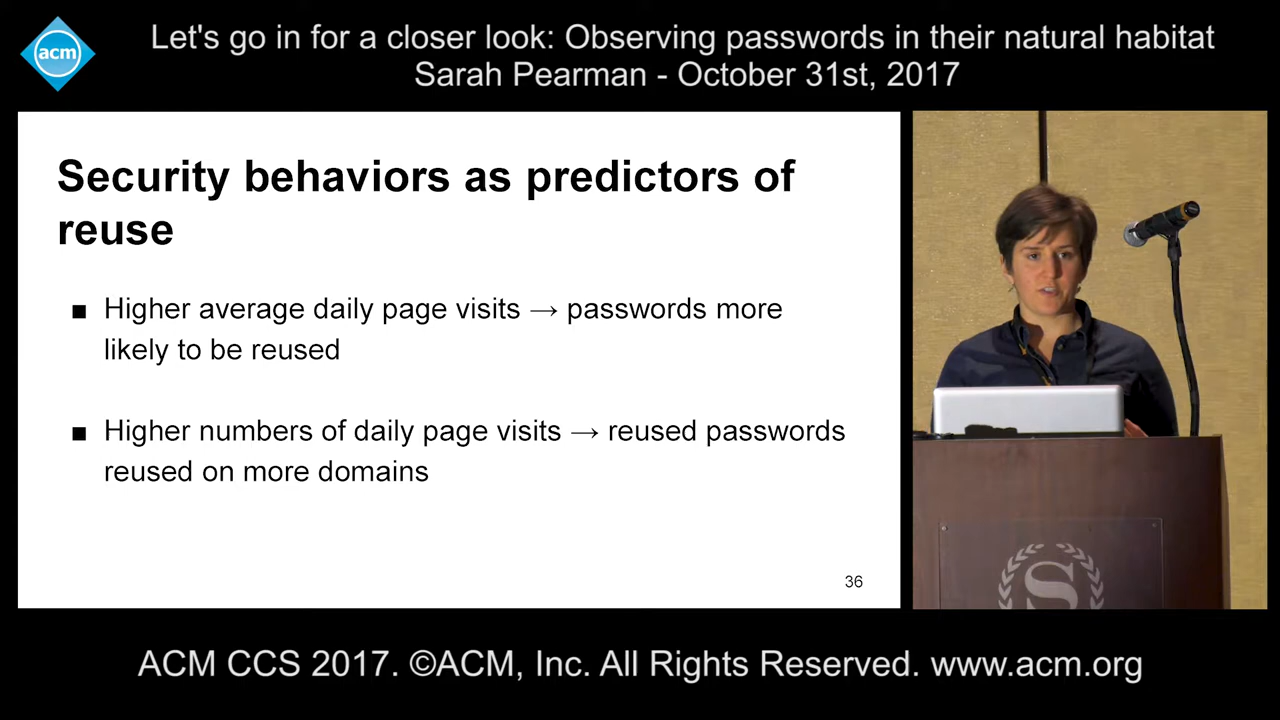 acm
Let's go in for a closer look: Observing passwords in their natural habitat
Sarah Pearman - October 31st, 2017
Security behaviors as predictors of
reuse
■ Higher average daily page visits → passwords more
likely to be reused
■ Higher numbers of daily page visits → reused passwords
reused on more domains
36
S
ACM CCS 2017. ©ACM, Inc. All Rights Reserved. www.acm.org